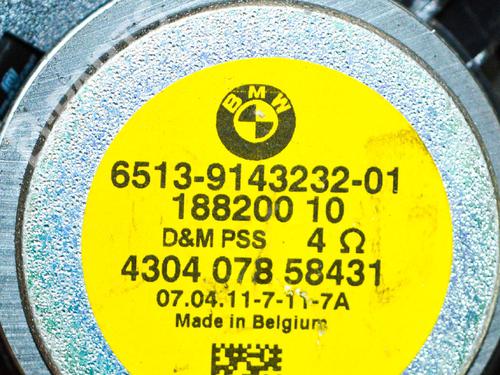 BMW
6513-9143232-01
188200 10
D&M PSS 4 Ω
4304 078 58431
07.04.11-7-11-7A
Made in Belgium